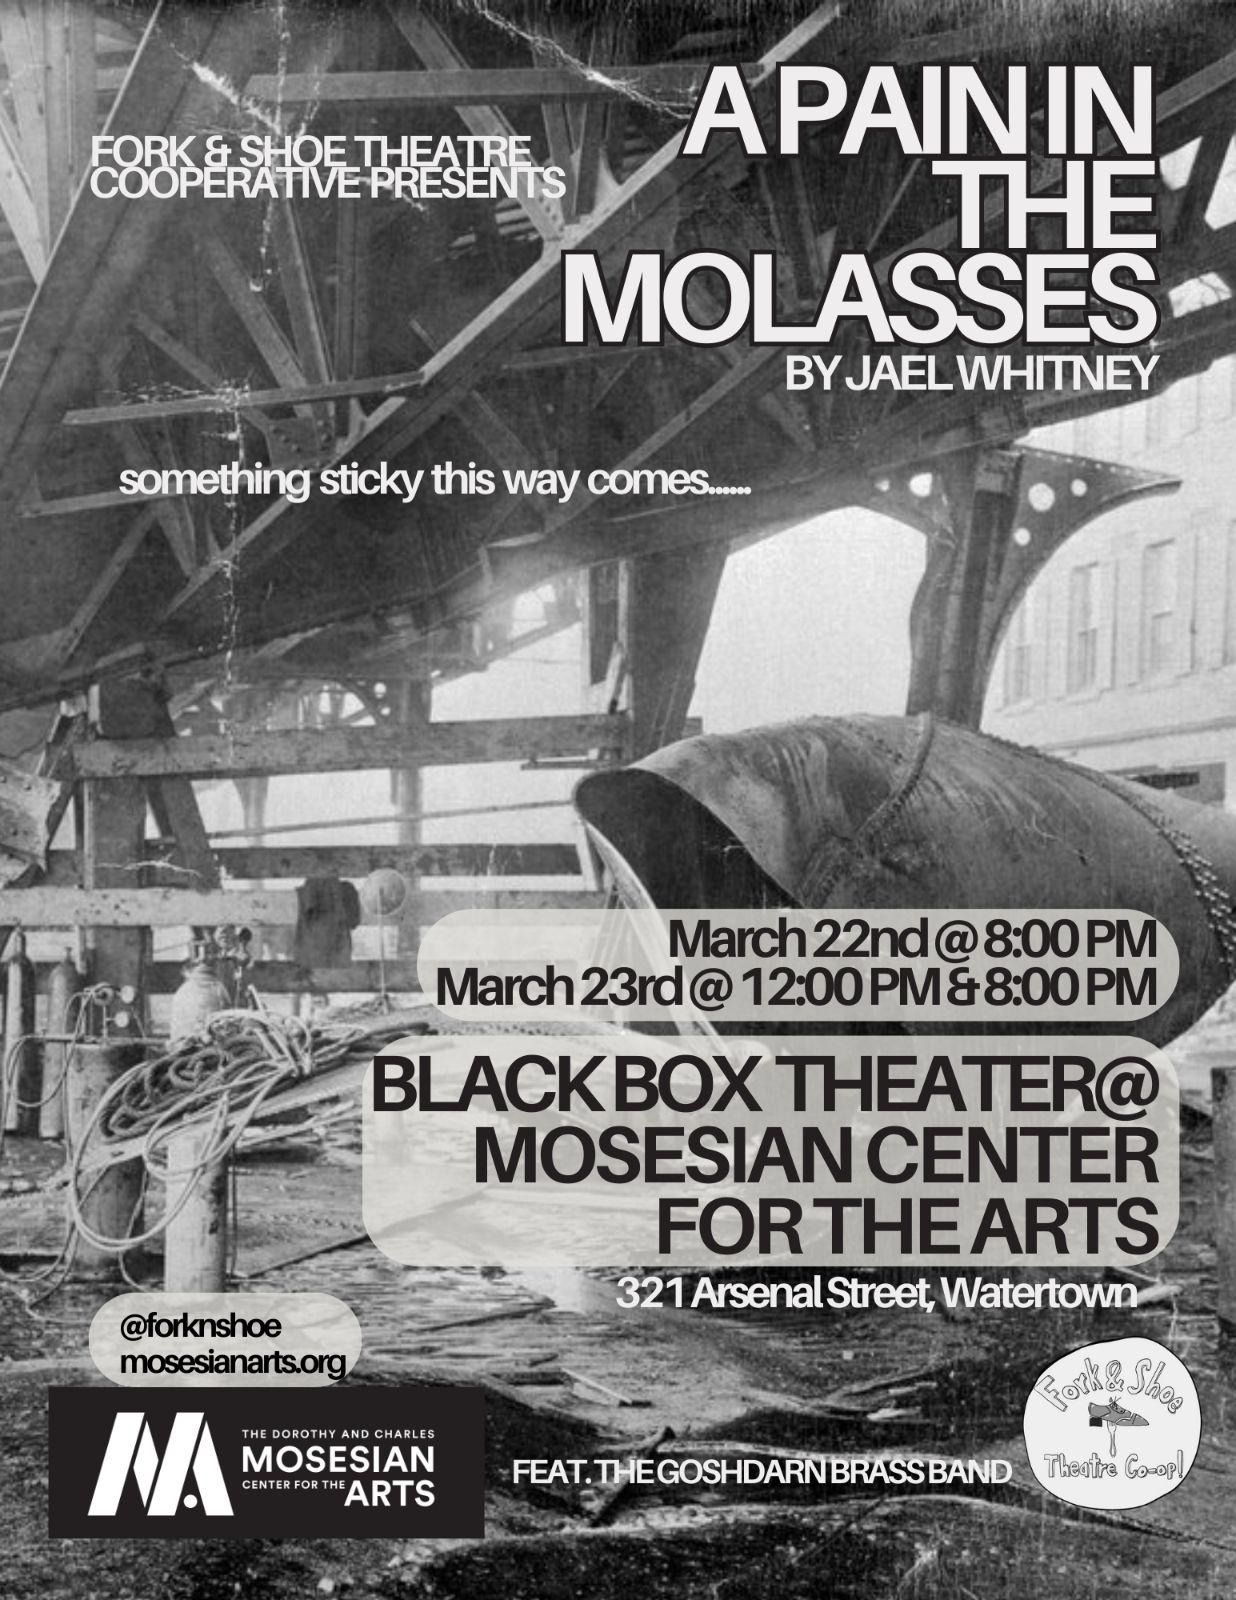 FORK & SHOE THEATRE
COOPERATIVE PRESENTS
A PAIN IN
THE
MOLASSES
BY JAEL WHITNEY
something sticky this way comes......
March 22nd @ 8:00 PM
March 23rd @ 12:00 PM & 8:00 PM
BLACK BOX THEATER@
MOSESIAN CENTER
FOR THE ARTS
321 Arsenal Street, Watertown
@forknshoe
mosesianarts.org
THE DOROTHY AND CHARLES
MOSESIAN
CENTER FOR THE ARTS
FEAT. THE GOSHDARN BRASS BAND
Fork & Shoe
Theatre Co-op!